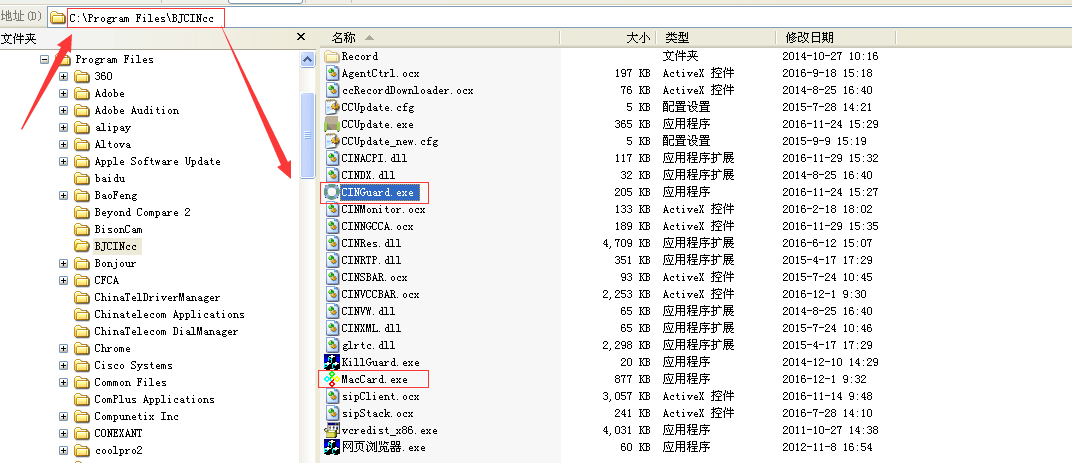 地址(D) C:\Program Files\BJCINcc
文件夹
Program Files
360
Adobe
Adobe Audition
alipay
Altova
Apple Software Update
baidu
BaoFeng
Beyond Compare 2
BisonCam
BJCINcc
Bonjour
CFCA
ChinaTelDriverManager
Chinatelecom Applications
ChinaTelecom DialManager
Chrome
Cisco Systems
Common Files
ComPlus Applications
Compunetix Inc
CONEXANT
coolpro2
名称 大小 类型 修改日期
Record 文件夹 2014-10-27 10:16
AgentCtrl.ocx 197 KB ActiveX 控件 2016-9-18 15:18
ccRecordDownloader.ocx 76 KB ActiveX 控件 2014-8-25 16:40
CCUpdate.cfg 5 KB 配置设置 2015-7-28 14:21
CCUpdate.exe 365 KB 应用程序 2016-11-24 15:29
CCUpdate_new.cfg 5 KB 配置设置 2015-9-9 15:19
CINACPI.dll 117 KB 应用程序扩展 2016-11-29 15:32
CINDX.dll 32 KB 应用程序扩展 2014-8-25 16:40
CINGuard.exe 205 KB 应用程序 2016-11-24 15:27
CINMonitor.ocx 133 KB ActiveX 控件 2016-2-18 18:02
CINNGCCA.ocx 189 KB ActiveX 控件 2016-11-29 15:35
CINRes.dll 4,709 KB 应用程序扩展 2016-6-12 15:07
CINRTP.dll 351 KB 应用程序扩展 2015-4-17 17:29
CINSBAR.ocx 93 KB ActiveX 控件 2015-7-24 10:45
CINVCCBAR.ocx 2,253 KB ActiveX 控件 2016-12-1 9:30
CINVW.dll 65 KB 应用程序扩展 2014-8-25 16:40
CINXML.dll 65 KB 应用程序扩展 2015-7-24 10:46
glrtc.dll 2,298 KB 应用程序扩展 2015-4-17 17:29
KillGuard.exe 20 KB 应用程序 2014-12-10 14:29
MacCard.exe 877 KB 应用程序 2016-12-1 9:32
sipClient.ocx 3,057 KB ActiveX 控件 2016-11-14 9:48
sipStack.ocx 241 KB ActiveX 控件 2016-7-28 14:10
vcredist_x86.exe 4,031 KB 应用程序 2011-10-27 14:38
网页浏览器.exe 60 KB 应用程序 2012-11-8 16:54